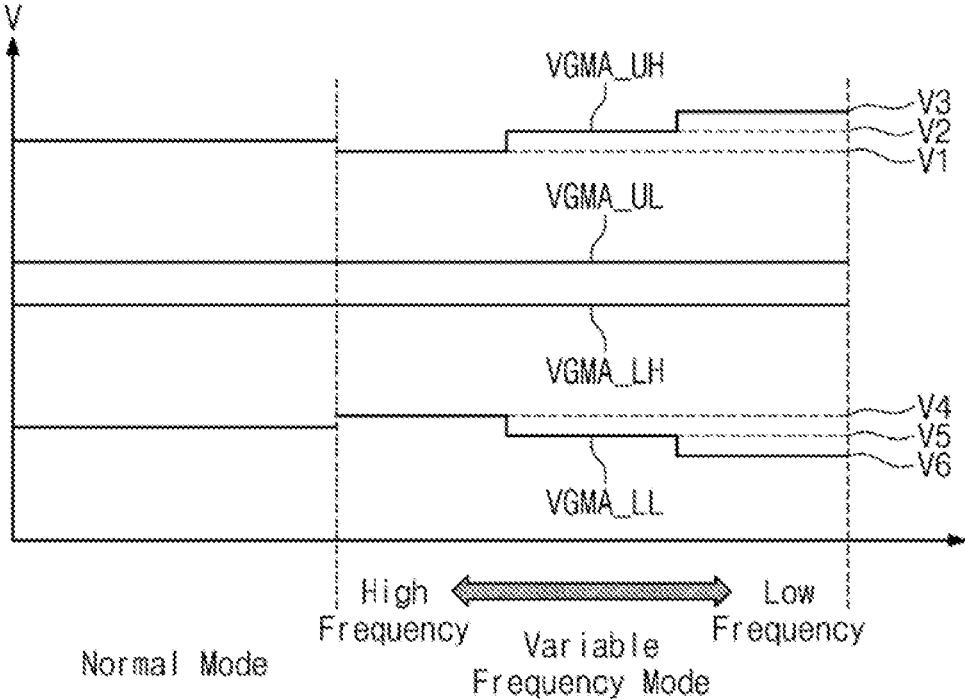 V
VGMA_UH
V3
V2
V1
VGMA_UL
VGMA_LH
V4
V5
V6
VGMA_LL
High
Frequency
Low
Frequency
Normal Mode
Variable
Frequency Mode